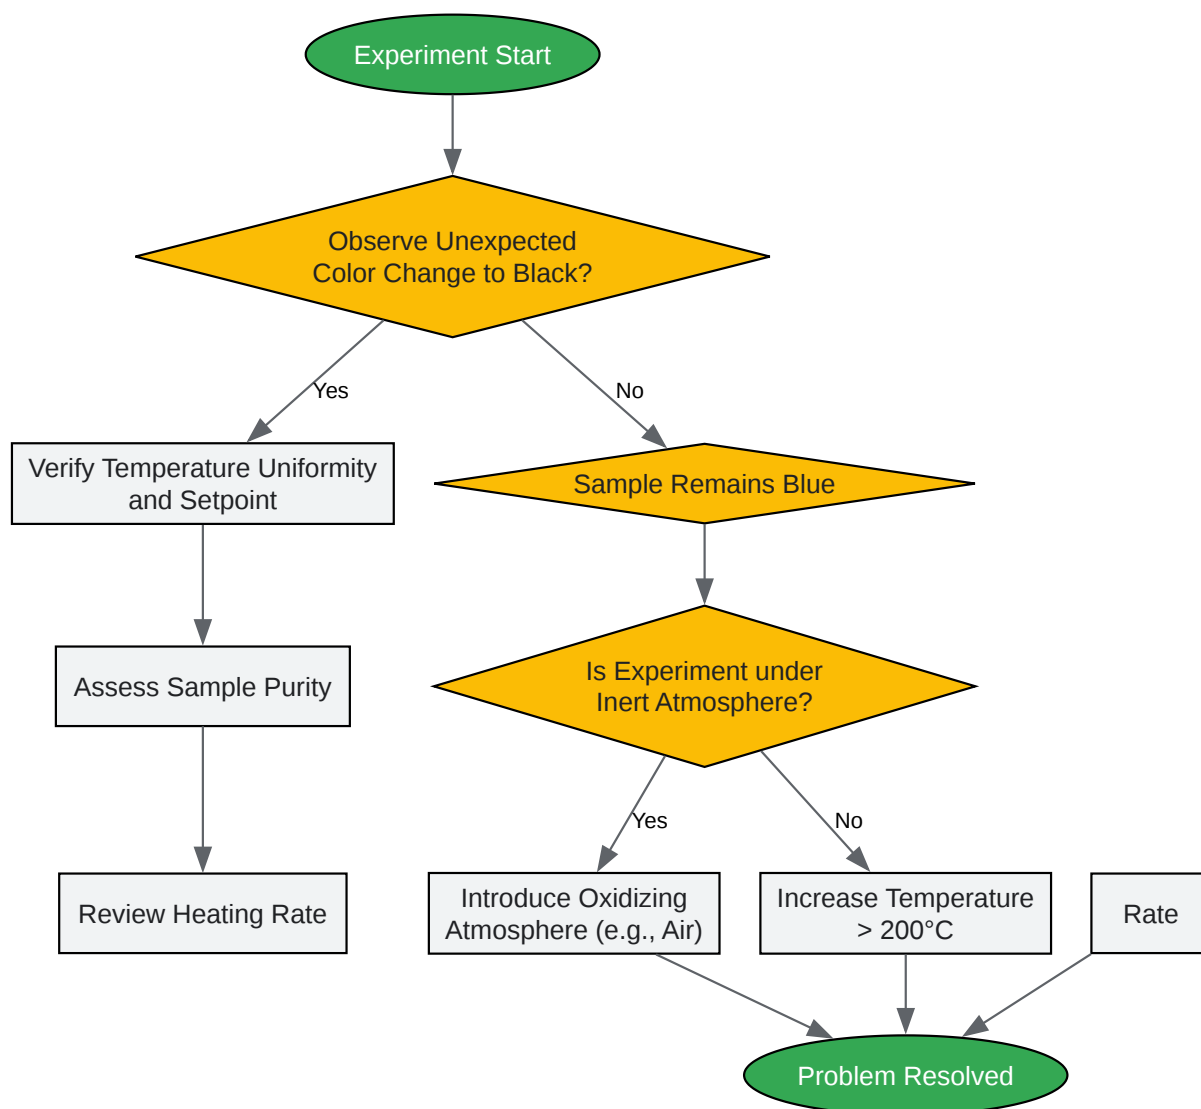 Experiment Start
Observe Unexpected
Color Change to Black?
Yes
No
Verify Temperature Uniformity
and Setpoint
Sample Remains Blue
Assess Sample Purity
Is Experiment under
Inert Atmosphere?
Yes
No
Review Heating Rate
Introduce Oxidizing
Atmosphere (e.g., Air)
Increase Temperature
> 200°C
Rate
Problem Resolved